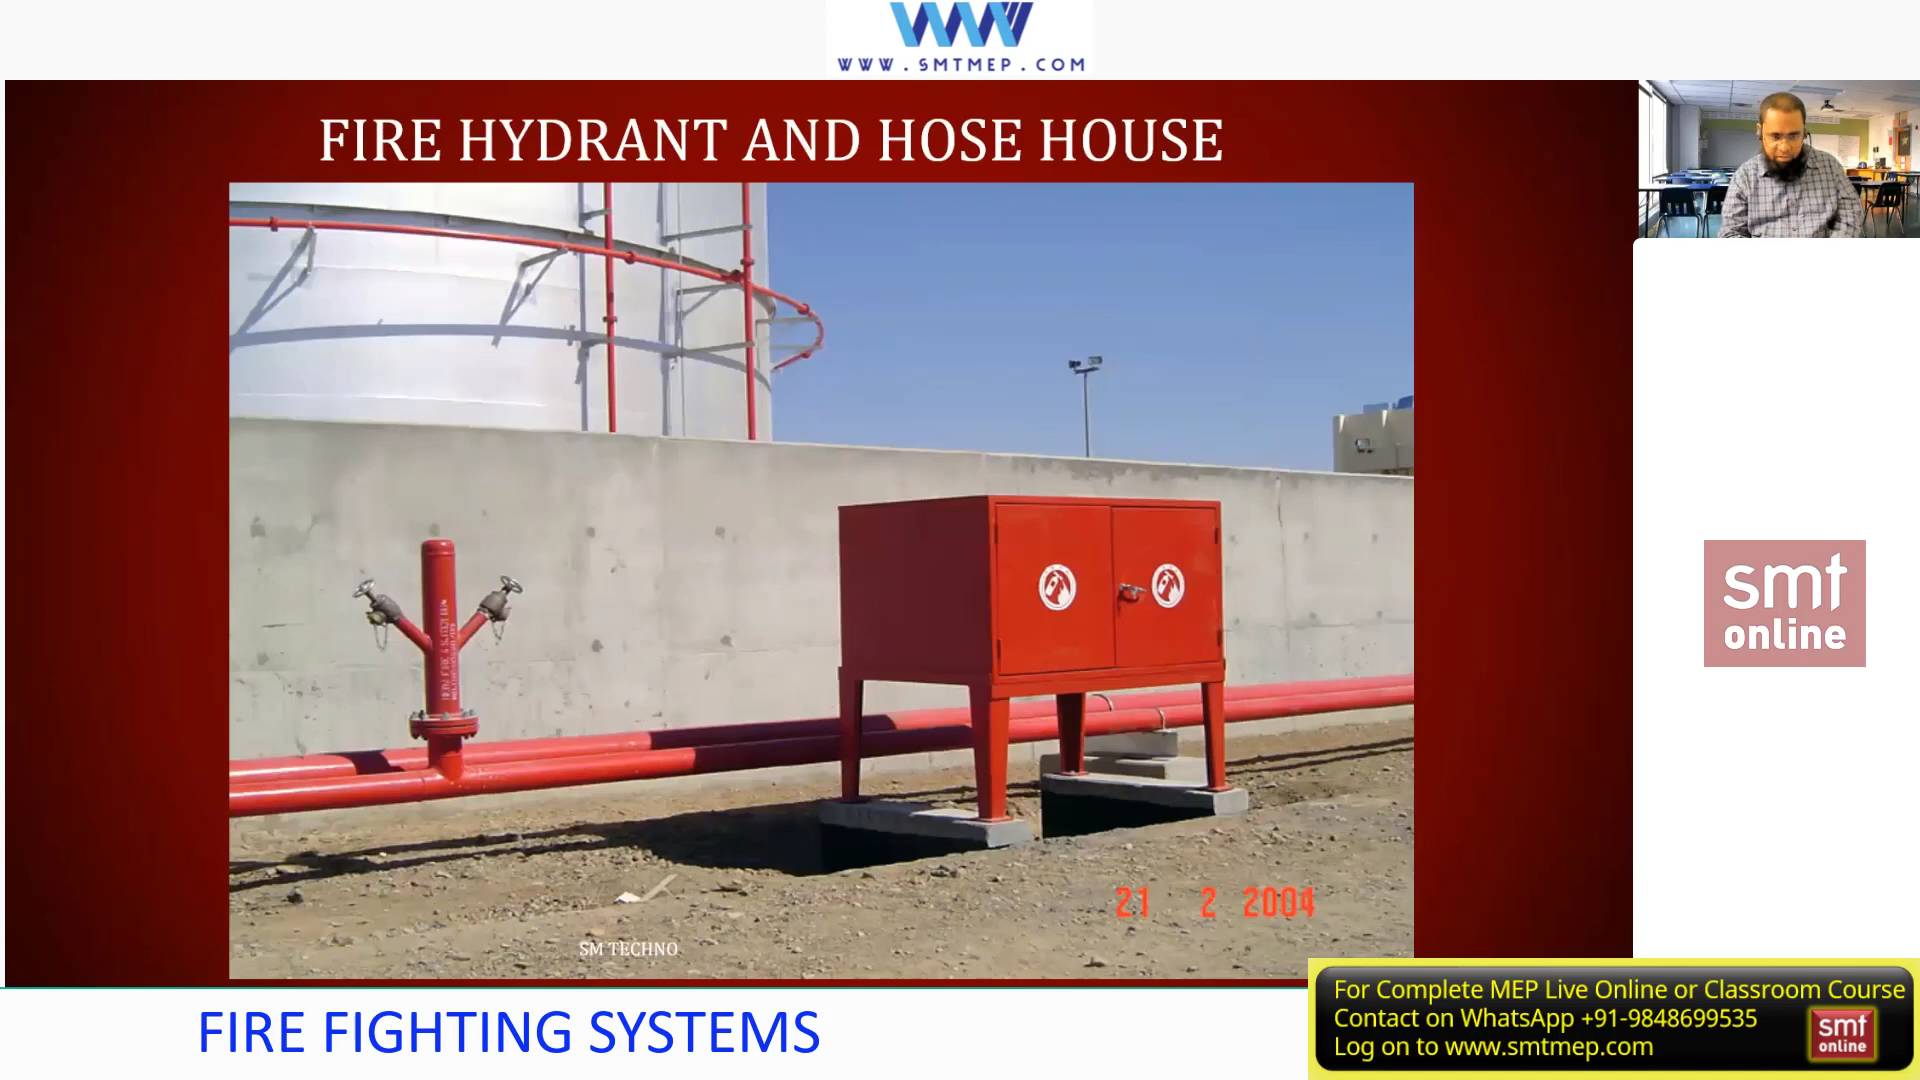 WWW.SMTMEP.COM
FIRE HYDRANT AND HOSE HOUSE
21 2 2004
SM TECHNO
smt
online
FIRE FIGHTING SYSTEMS
For Complete MEP Live Online or Classroom Course
Contact on WhatsApp +91-9848699535
Log on to www.smtmep.com
smt
online